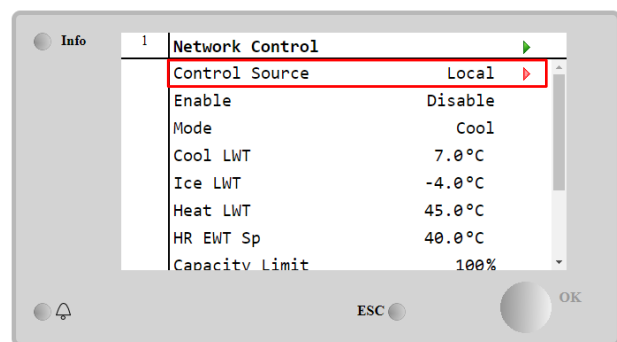 Info
1
Network Control
Control Source Local
Enable Disable
Mode Cool
Cool LWT 7.0°C
Ice LWT -4.0°C
Heat LWT 45.0°C
HR EWT Sp 40.0°C
Capacity Limit 100%
ESC
OK